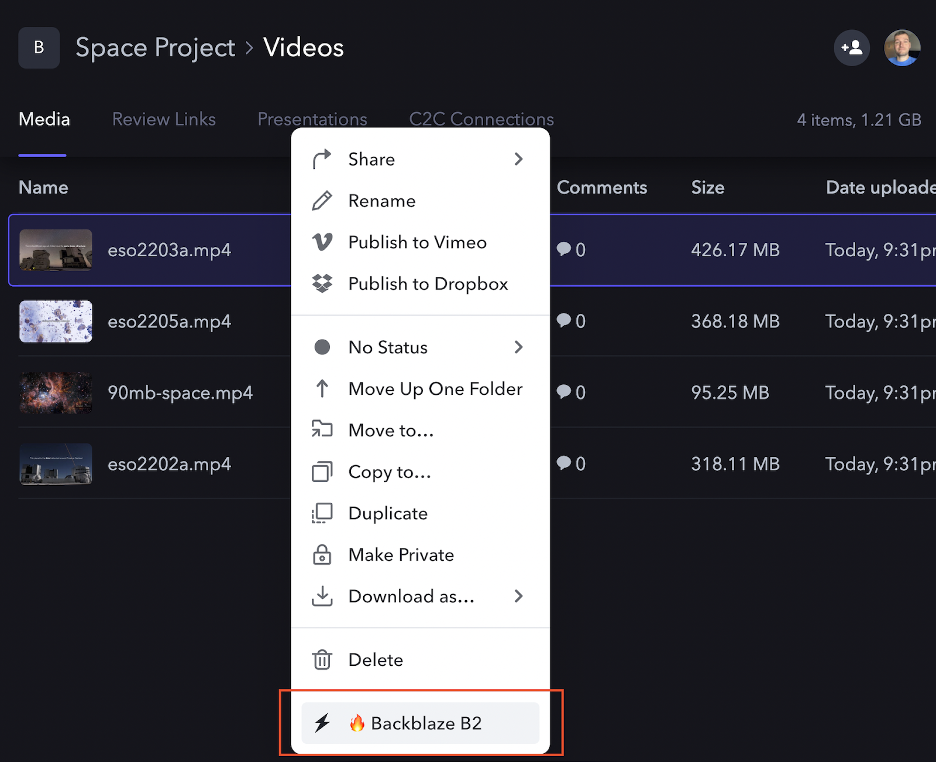 B Space Project > Videos
Media Review Links Presentations C2C Connections 4 items, 1.21 GB
Name Comments Size Date uploade
eso2203a.mp4 0 426.17 MB Today, 9:31pr
eso2205a.mp4 0 368.18 MB Today, 9:31pr
90mb-space.mp4 0 95.25 MB Today, 9:31pr
eso2202a.mp4 0 318.11 MB Today, 9:31pr
Share
Rename
Publish to Vimeo
Publish to Dropbox
No Status
Move Up One Folder
Move to...
Copy to...
Duplicate
Make Private
Download as...
Delete
🔥 Backblaze B2